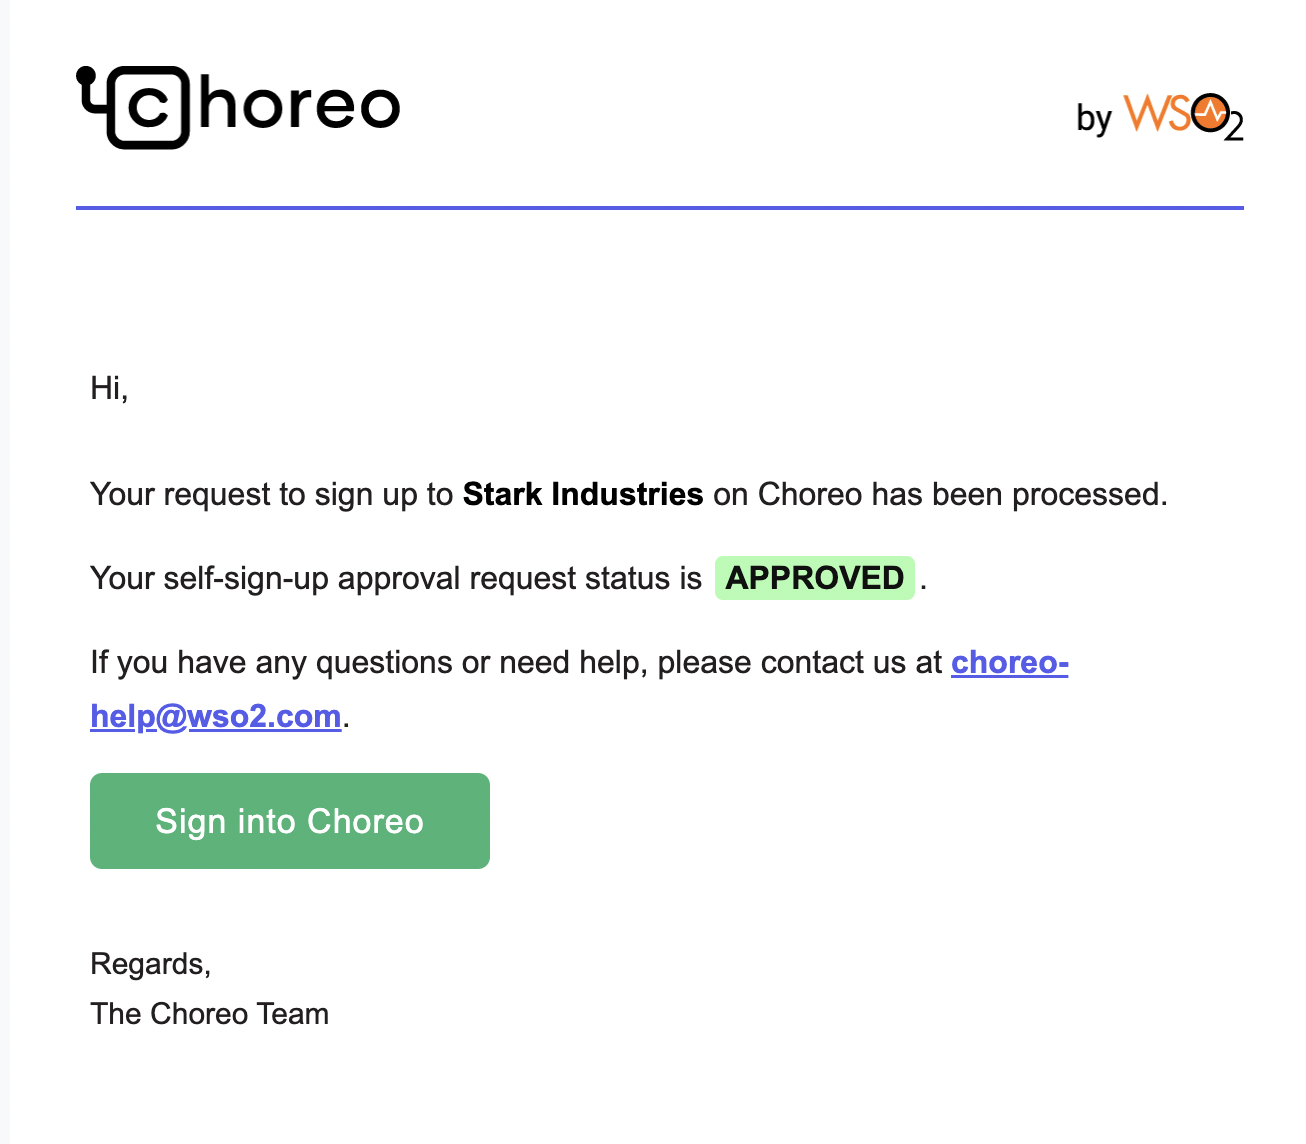 choreo
by WSO2
Hi,
Your request to sign up to Stark Industries on Choreo has been processed.
Your self-sign-up approval request status is APPROVED .
If you have any questions or need help, please contact us at choreo-
help@wso2.com.
Sign into Choreo
Regards,
The Choreo Team